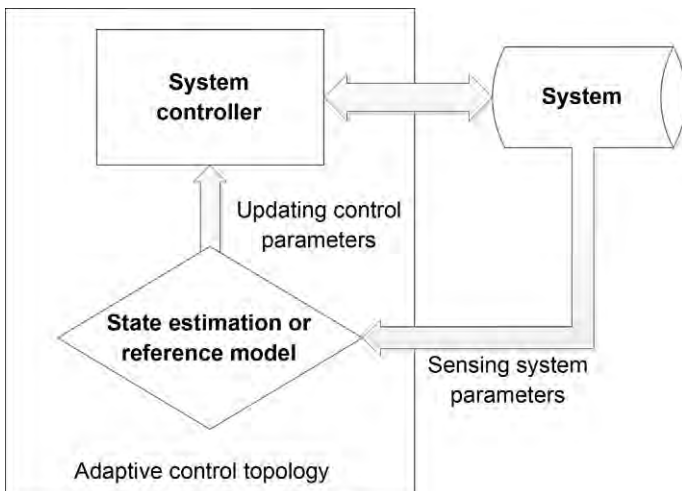 System
controller
System
Updating control
parameters
State estimation or
reference model
Sensing system
parameters
Adaptive control topology